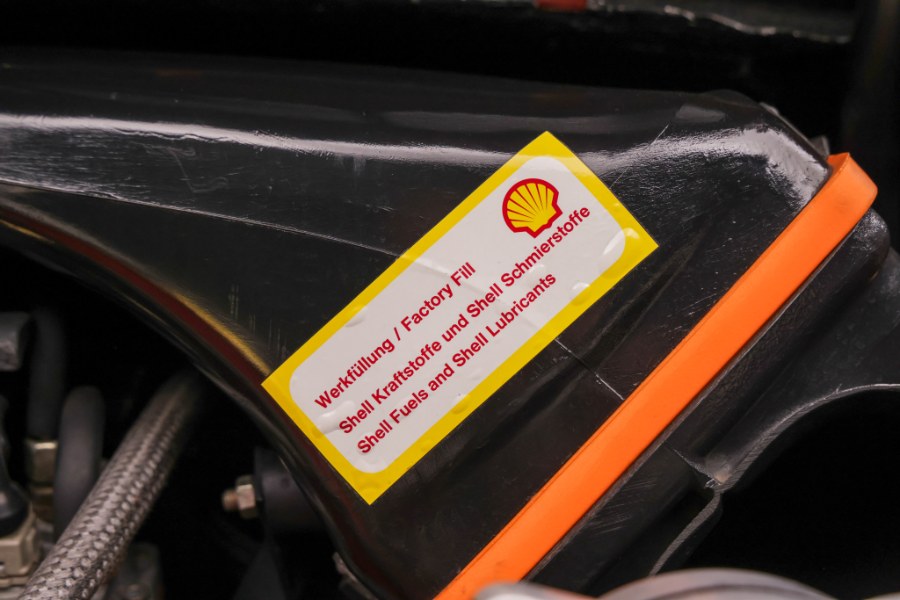 Werkfüllung / Factory Fill
Shell Kraftstoffe und Shell Schmierstoffe
Shell Fuels and Shell Lubricants